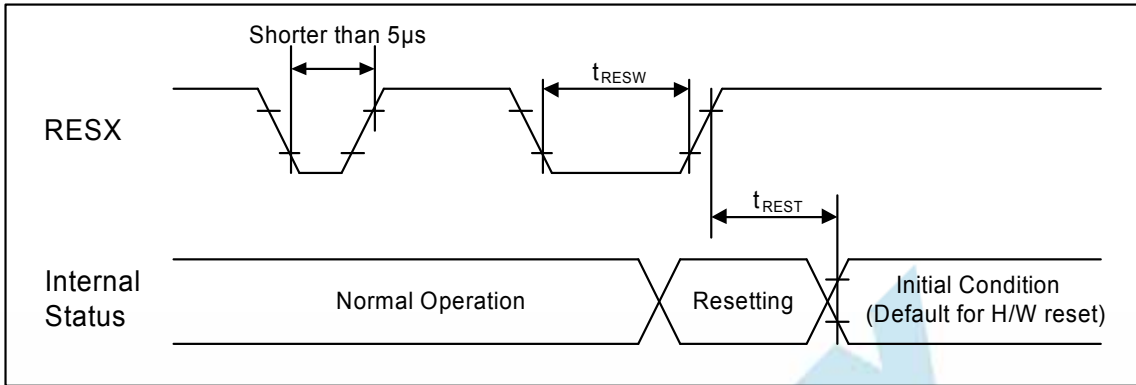 Shorter than 5µs
tRESW
RESX
tREST
Internal
Status
Normal Operation
Resetting
Initial Condition
(Default for H/W reset)